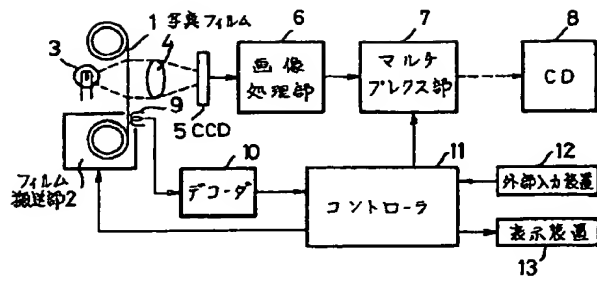 1 写真フィルム
3
4
9
5 CCD
6
画像
処理部
7
マルチ
プレクス部
8
CD
フィルム
搬送部2
10
デコーダ
11
コントローラ
12
外部入力装置
表示装置
13